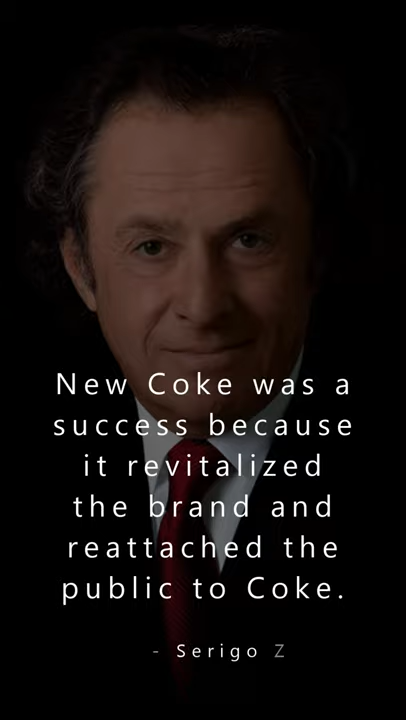 New Coke was a
success because
it revitalized
the brand and
reattached the
public to Coke.
- Serigo Z